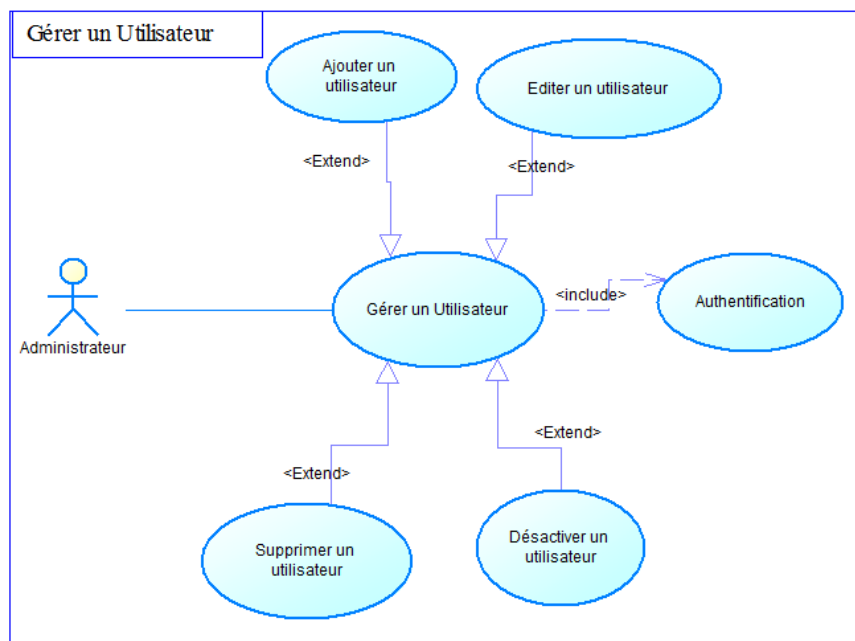 Gérer un Utilisateur
Ajouter un
utilisateur
Editer un utilisateur
<Extend>
<Extend>
Gérer un Utilisateur
<include>
Authentification
Administrateur
<Extend>
<Extend>
Supprimer un
utilisateur
Désactiver un
utilisateur